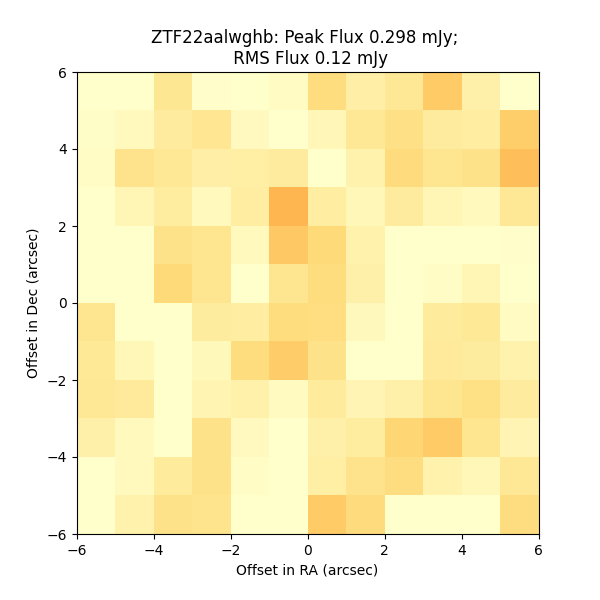 ZTF22aalwghb: Peak Flux 0.298 mJy;
RMS Flux 0.12 mJy
6
4
2
0
−2
−4
−6
Offset in Dec (arcsec)
−6 −4 −2 0 2 4 6
Offset in RA (arcsec)